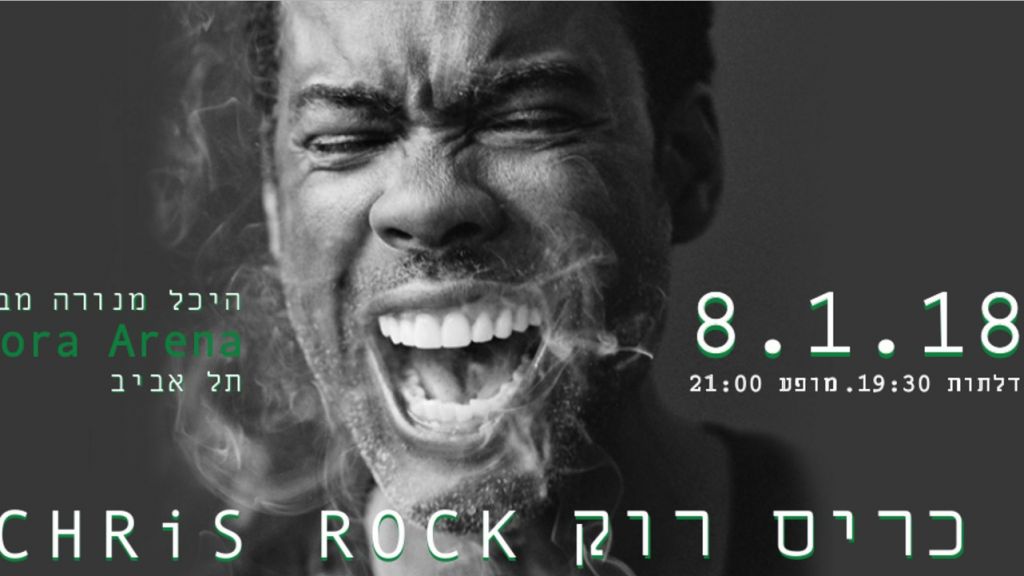 היכל מנורה מב
ora Arena
תל אביב
8.1.18
דלתות 19:30. מופע 21:00
CHRiS ROCK כריס רוק